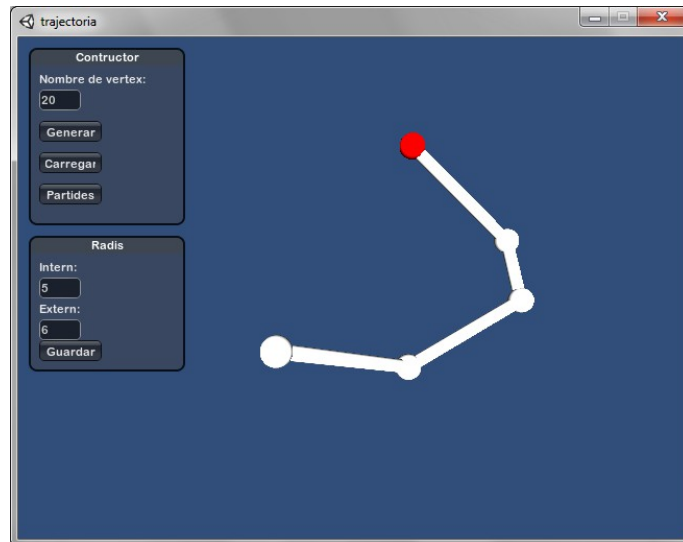 trajectoria
Contructor
Nombre de vertex:
20
Generar
Carregar
Partides
Radis
Intern:
5
Extern:
6
Guardar